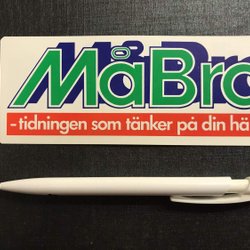 MåBra
- tidningen som tänker på din hä